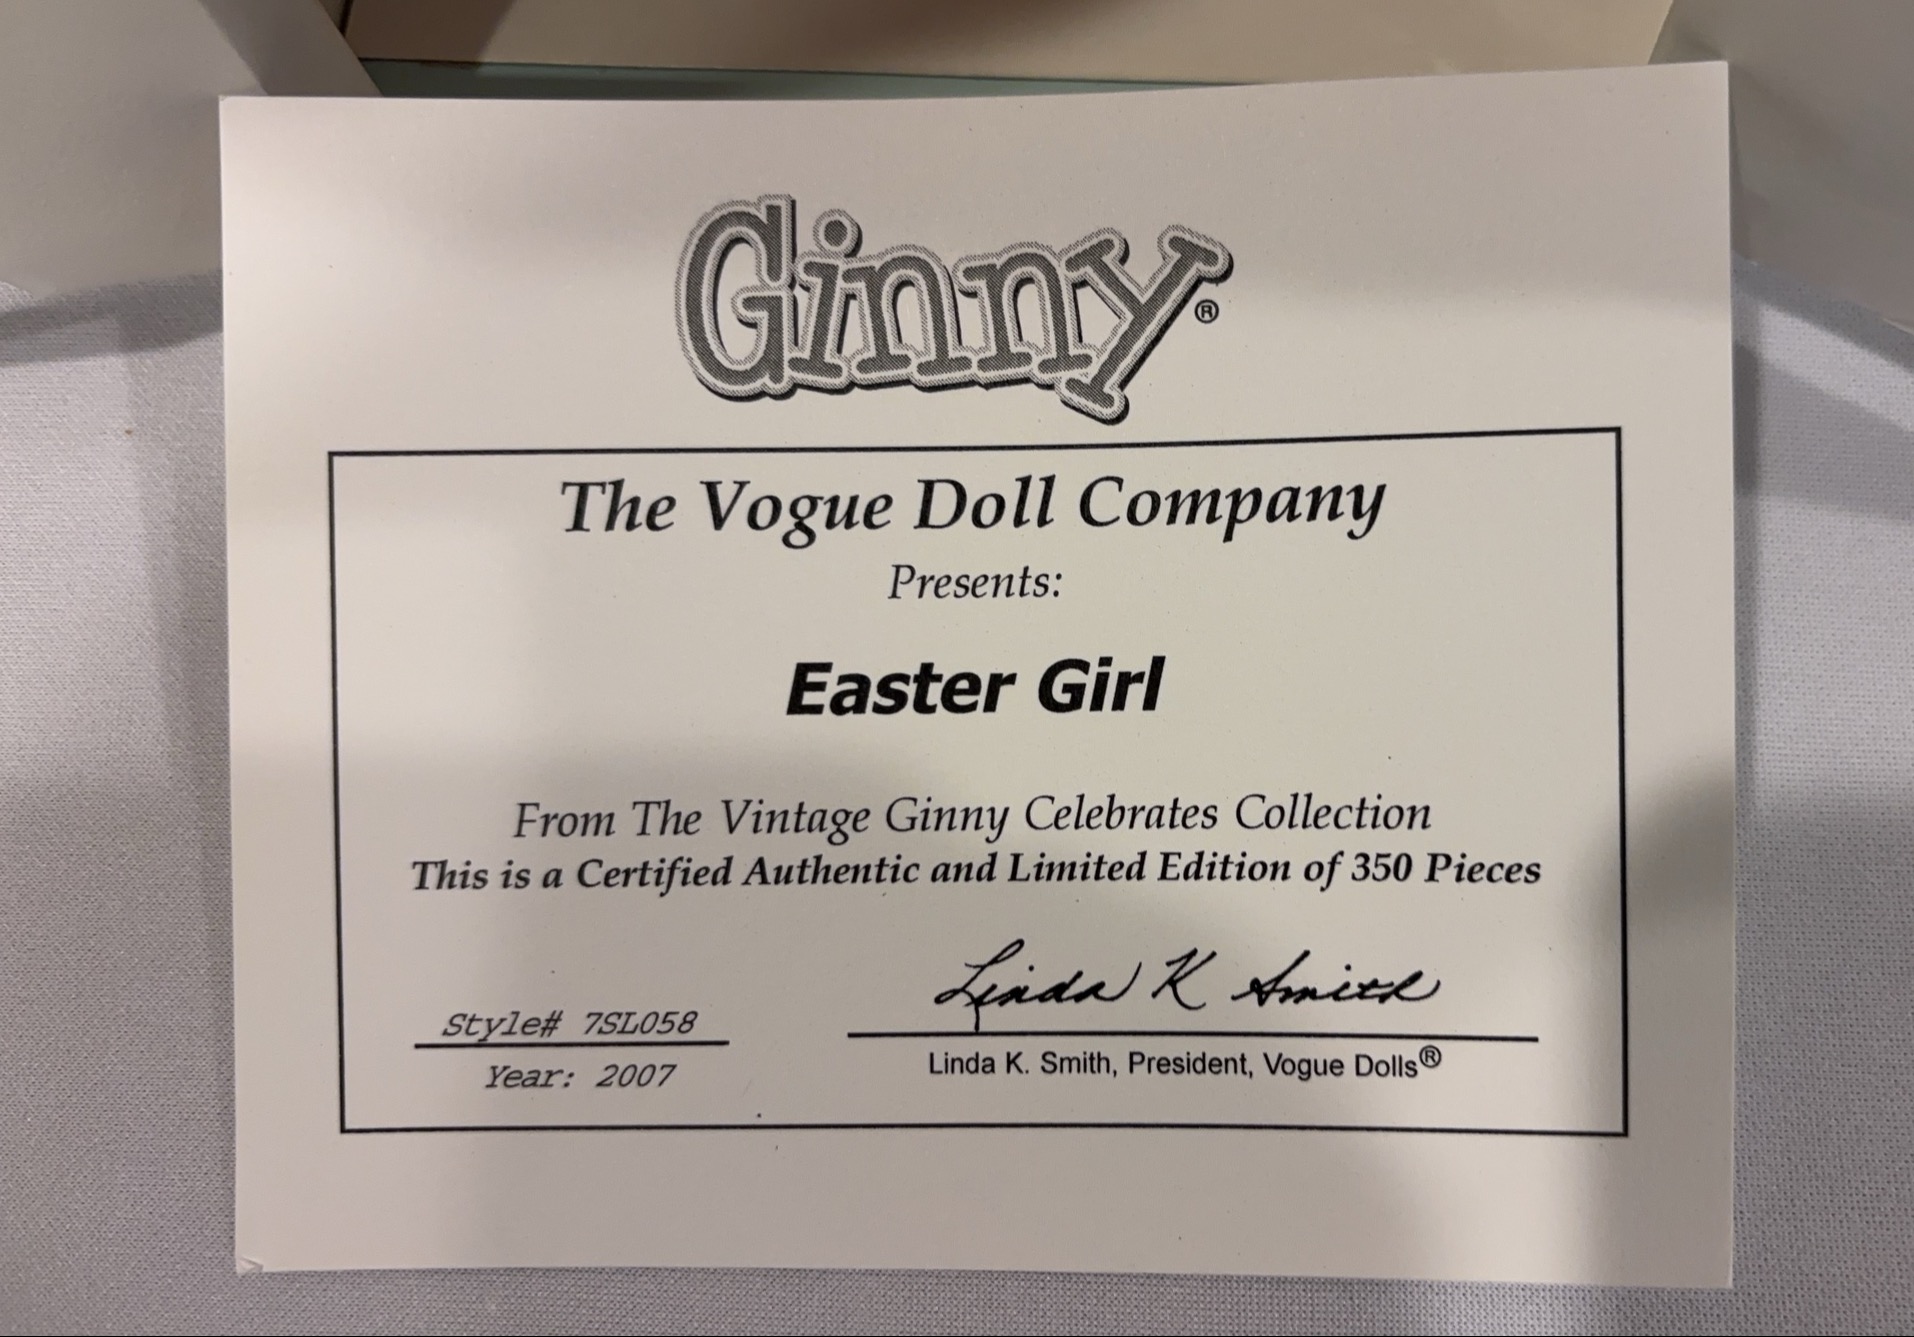 Ginny®
The Vogue Doll Company
Presents:
Easter Girl
From The Vintage Ginny Celebrates Collection
This is a Certified Authentic and Limited Edition of 350 Pieces
Linda K Smith
Style# 7SL058
Linda K. Smith, President, Vogue Dolls®
Year: 2007